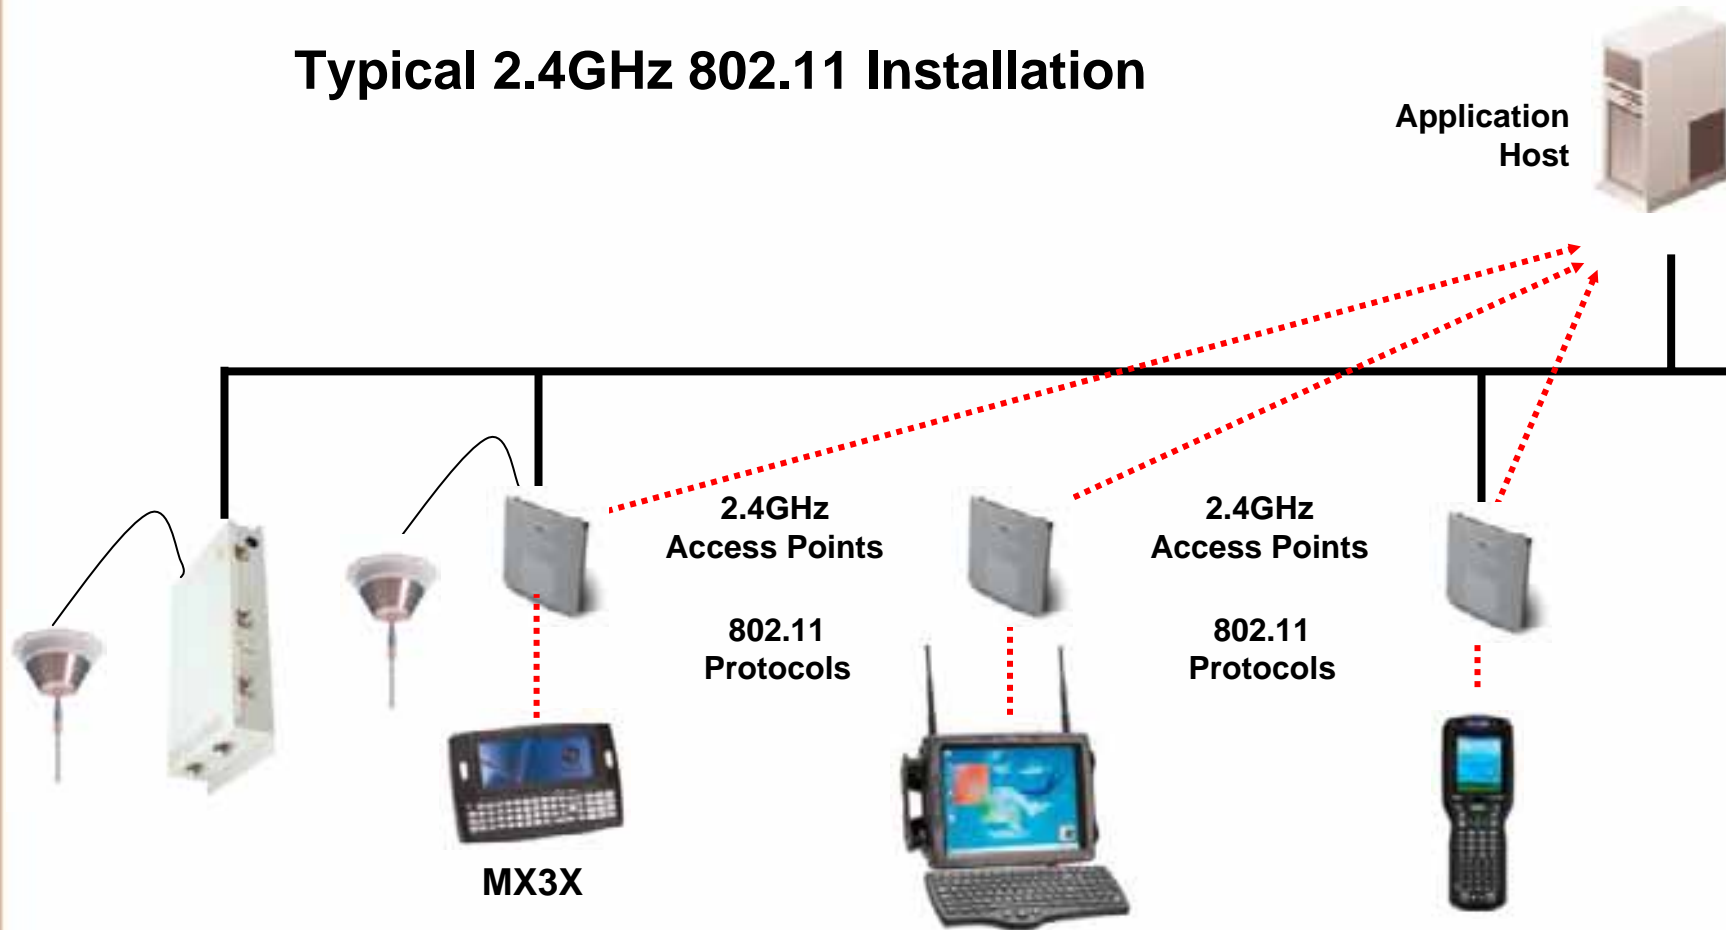 Typical 2.4GHz 802.11 Installation
Application
Host
2.4GHz
Access Points
2.4GHz
Access Points
802.11
Protocols
802.11
Protocols
MX3X